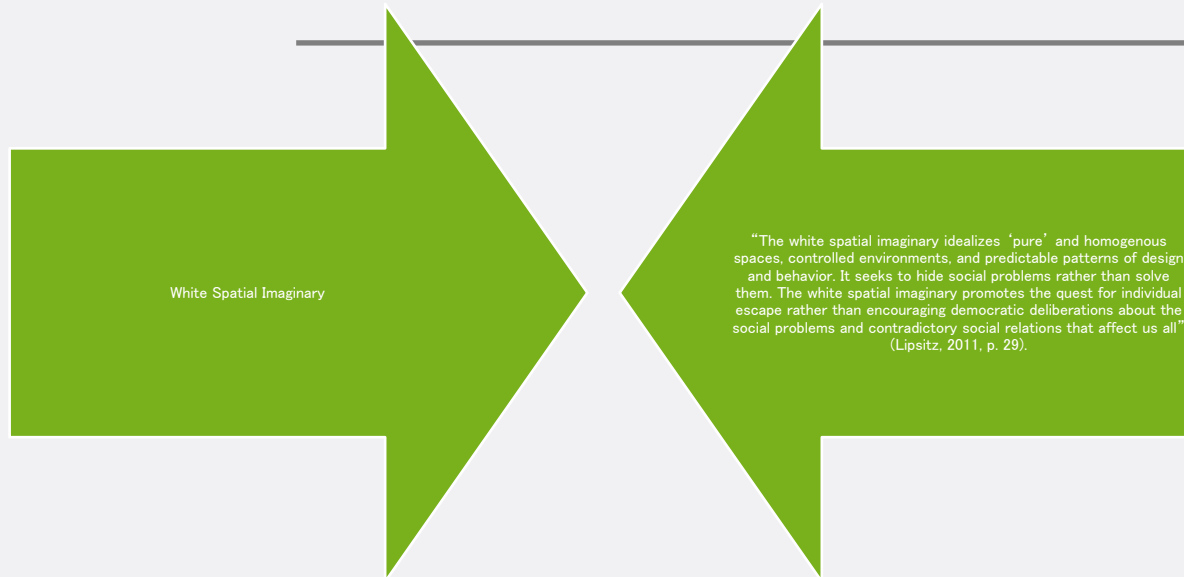 White Spatial Imaginary
“The white spatial imaginary idealizes ‘pure’ and homogenous
spaces, controlled environments, and predictable patterns of design
and behavior. It seeks to hide social problems rather than solve
them. The white spatial imaginary promotes the quest for individual
escape rather than encouraging democratic deliberations about the
social problems and contradictory social relations that affect us all”
(Lipsitz, 2011, p. 29).